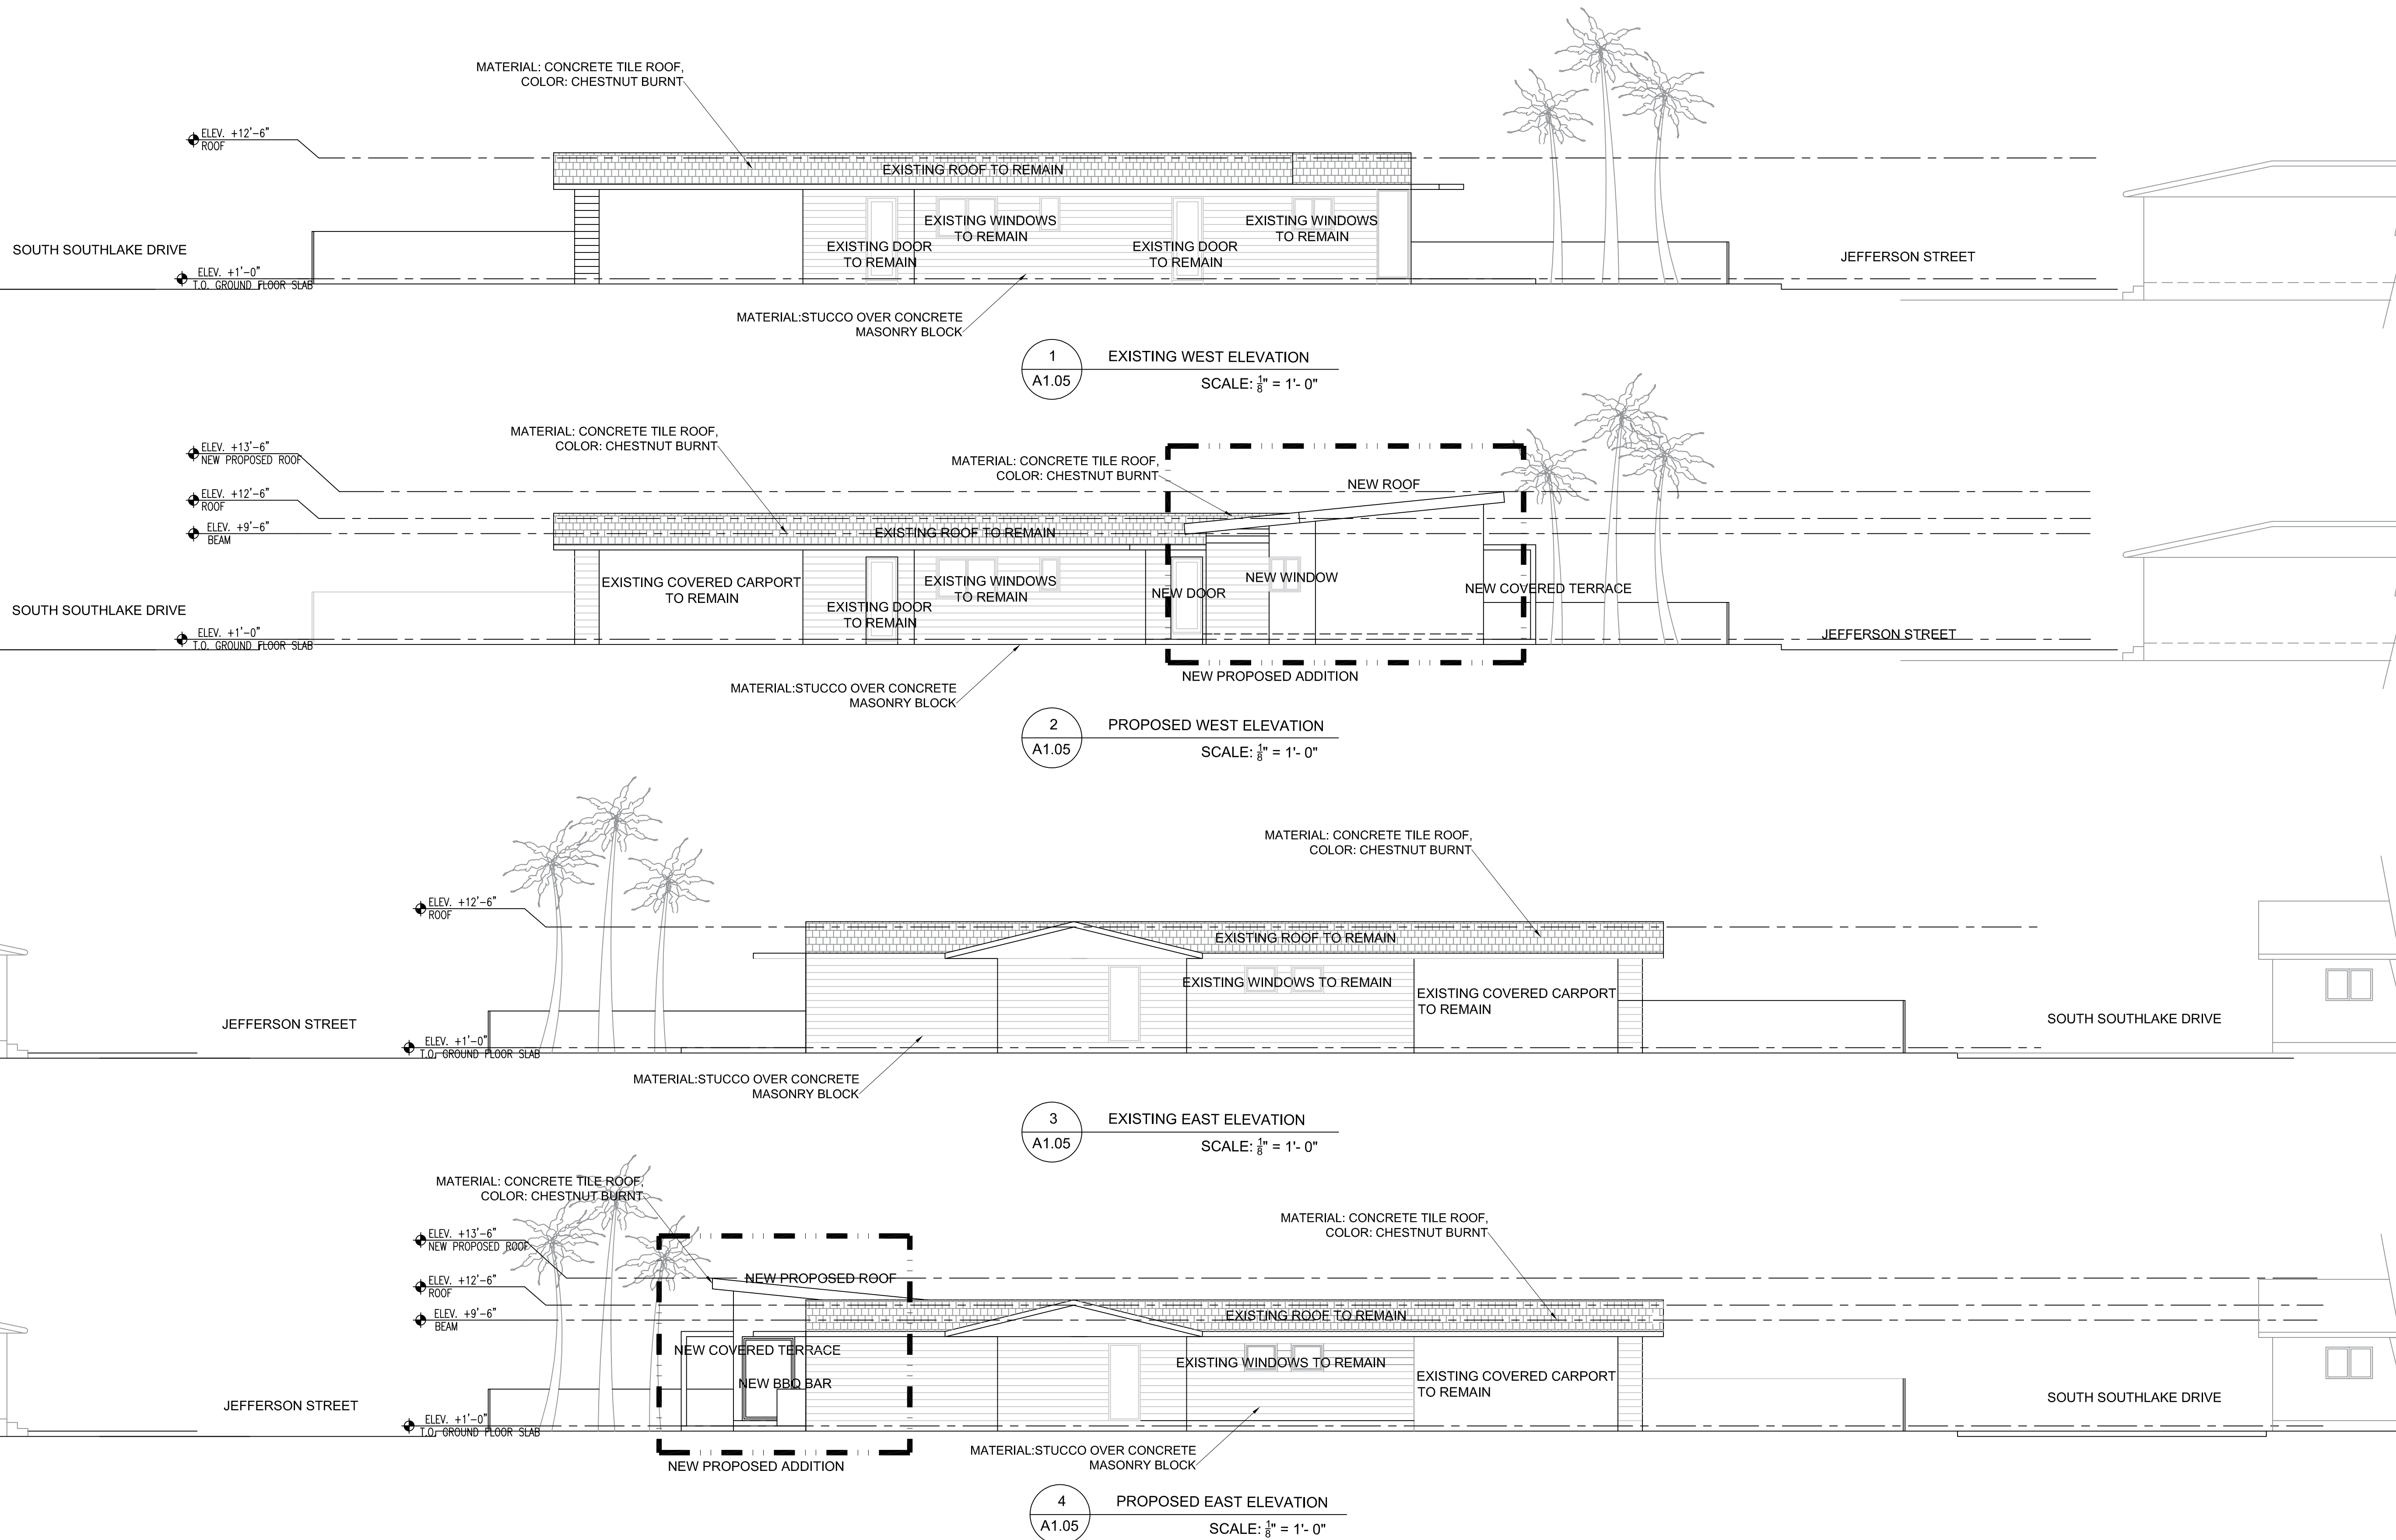 MATERIAL: CONCRETE TILE ROOF,
COLOR: CHESTNUT BURNT
ELEV. +12'-6"
ROOF
EXISTING ROOF TO REMAIN
EXISTING WINDOWS
TO REMAIN
EXISTING WINDOWS
TO REMAIN
EXISTING DOOR
TO REMAIN
EXISTING DOOR
TO REMAIN
SOUTH SOUTHLAKE DRIVE
JEFFERSON STREET
ELEV. +1'-0"
T.O. GROUND FLOOR SLAB
MATERIAL:STUCCO OVER CONCRETE
MASONRY BLOCK
1
A1.05
EXISTING WEST ELEVATION
SCALE: 1/8" = 1'- 0"
MATERIAL: CONCRETE TILE ROOF,
COLOR: CHESTNUT BURNT
ELEV. +13'-6"
NEW PROPOSED ROOF
MATERIAL: CONCRETE TILE ROOF,
COLOR: CHESTNUT BURNT
NEW ROOF
ELEV. +12'-6"
ROOF
ELEV. +9'-6"
BEAM
EXISTING ROOF TO REMAIN
EXISTING COVERED CARPORT
TO REMAIN
EXISTING WINDOWS
TO REMAIN
NEW WINDOW
NEW DOOR
NEW COVERED TERRACE
EXISTING DOOR
TO REMAIN
SOUTH SOUTHLAKE DRIVE
JEFFERSON STREET
ELEV. +1'-0"
T.O. GROUND FLOOR SLAB
NEW PROPOSED ADDITION
MATERIAL:STUCCO OVER CONCRETE
MASONRY BLOCK
2
A1.05
PROPOSED WEST ELEVATION
SCALE: 1/8" = 1'- 0"
MATERIAL: CONCRETE TILE ROOF,
COLOR: CHESTNUT BURNT
ELEV. +12'-6"
ROOF
EXISTING ROOF TO REMAIN
EXISTING WINDOWS TO REMAIN
EXISTING COVERED CARPORT
TO REMAIN
JEFFERSON STREET
SOUTH SOUTHLAKE DRIVE
ELEV. +1'-0"
T.O. GROUND FLOOR SLAB
MATERIAL:STUCCO OVER CONCRETE
MASONRY BLOCK
3
A1.05
EXISTING EAST ELEVATION
SCALE: 1/8" = 1'- 0"
MATERIAL: CONCRETE TILE ROOF,
COLOR: CHESTNUT BURNT
MATERIAL: CONCRETE TILE ROOF,
COLOR: CHESTNUT BURNT
ELEV. +13'-6"
NEW PROPOSED ROOF
NEW PROPOSED ROOF
ELEV. +12'-6"
ROOF
ELEV. +9'-6"
BEAM
EXISTING ROOF TO REMAIN
NEW COVERED TERRACE
NEW BBQ BAR
EXISTING WINDOWS TO REMAIN
EXISTING COVERED CARPORT
TO REMAIN
JEFFERSON STREET
SOUTH SOUTHLAKE DRIVE
ELEV. +1'-0"
T.O. GROUND FLOOR SLAB
NEW PROPOSED ADDITION
MATERIAL:STUCCO OVER CONCRETE
MASONRY BLOCK
4
A1.05
PROPOSED EAST ELEVATION
SCALE: 1/8" = 1'- 0"